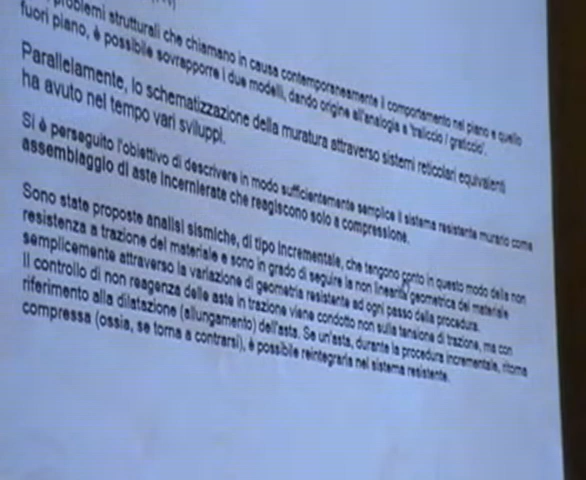 problemi strutturali che chiamano in causa contemporaneamente il comportamento nel piano e quello
fuori piano, è possibile sovrapporre i due modelli, dando origine all'analogia a 'traliccio / graticcio'.
Parallelamente, lo schematizzazione della muratura attraverso sistemi reticolari equivalenti
ha avuto nel tempo vari sviluppi.
Si è perseguito l'obiettivo di descrivere in modo sufficientemente semplice il sistema resistente murario come
assemblaggio di aste incernierate che reagiscono solo a compressione.
Sono state proposte analisi sismiche, di tipo incrementale, che tengono conto in questo modo della non
resistenza a trazione del materiale e sono in grado di seguire la non linearità geometrica del materiale
semplicemente attraverso la variazione di geometria resistente ad ogni passo della procedura.
Il controllo di non reagenza delle aste in trazione viene condotto non sulla tensione di trazione, ma con
riferimento alla dilatazione (allungamento) dell'asta. Se un'asta, durante la procedura incrementale, ritorna
compressa (ossia, se torna a contrarsi), è possibile reintegrarla nel sistema resistente.